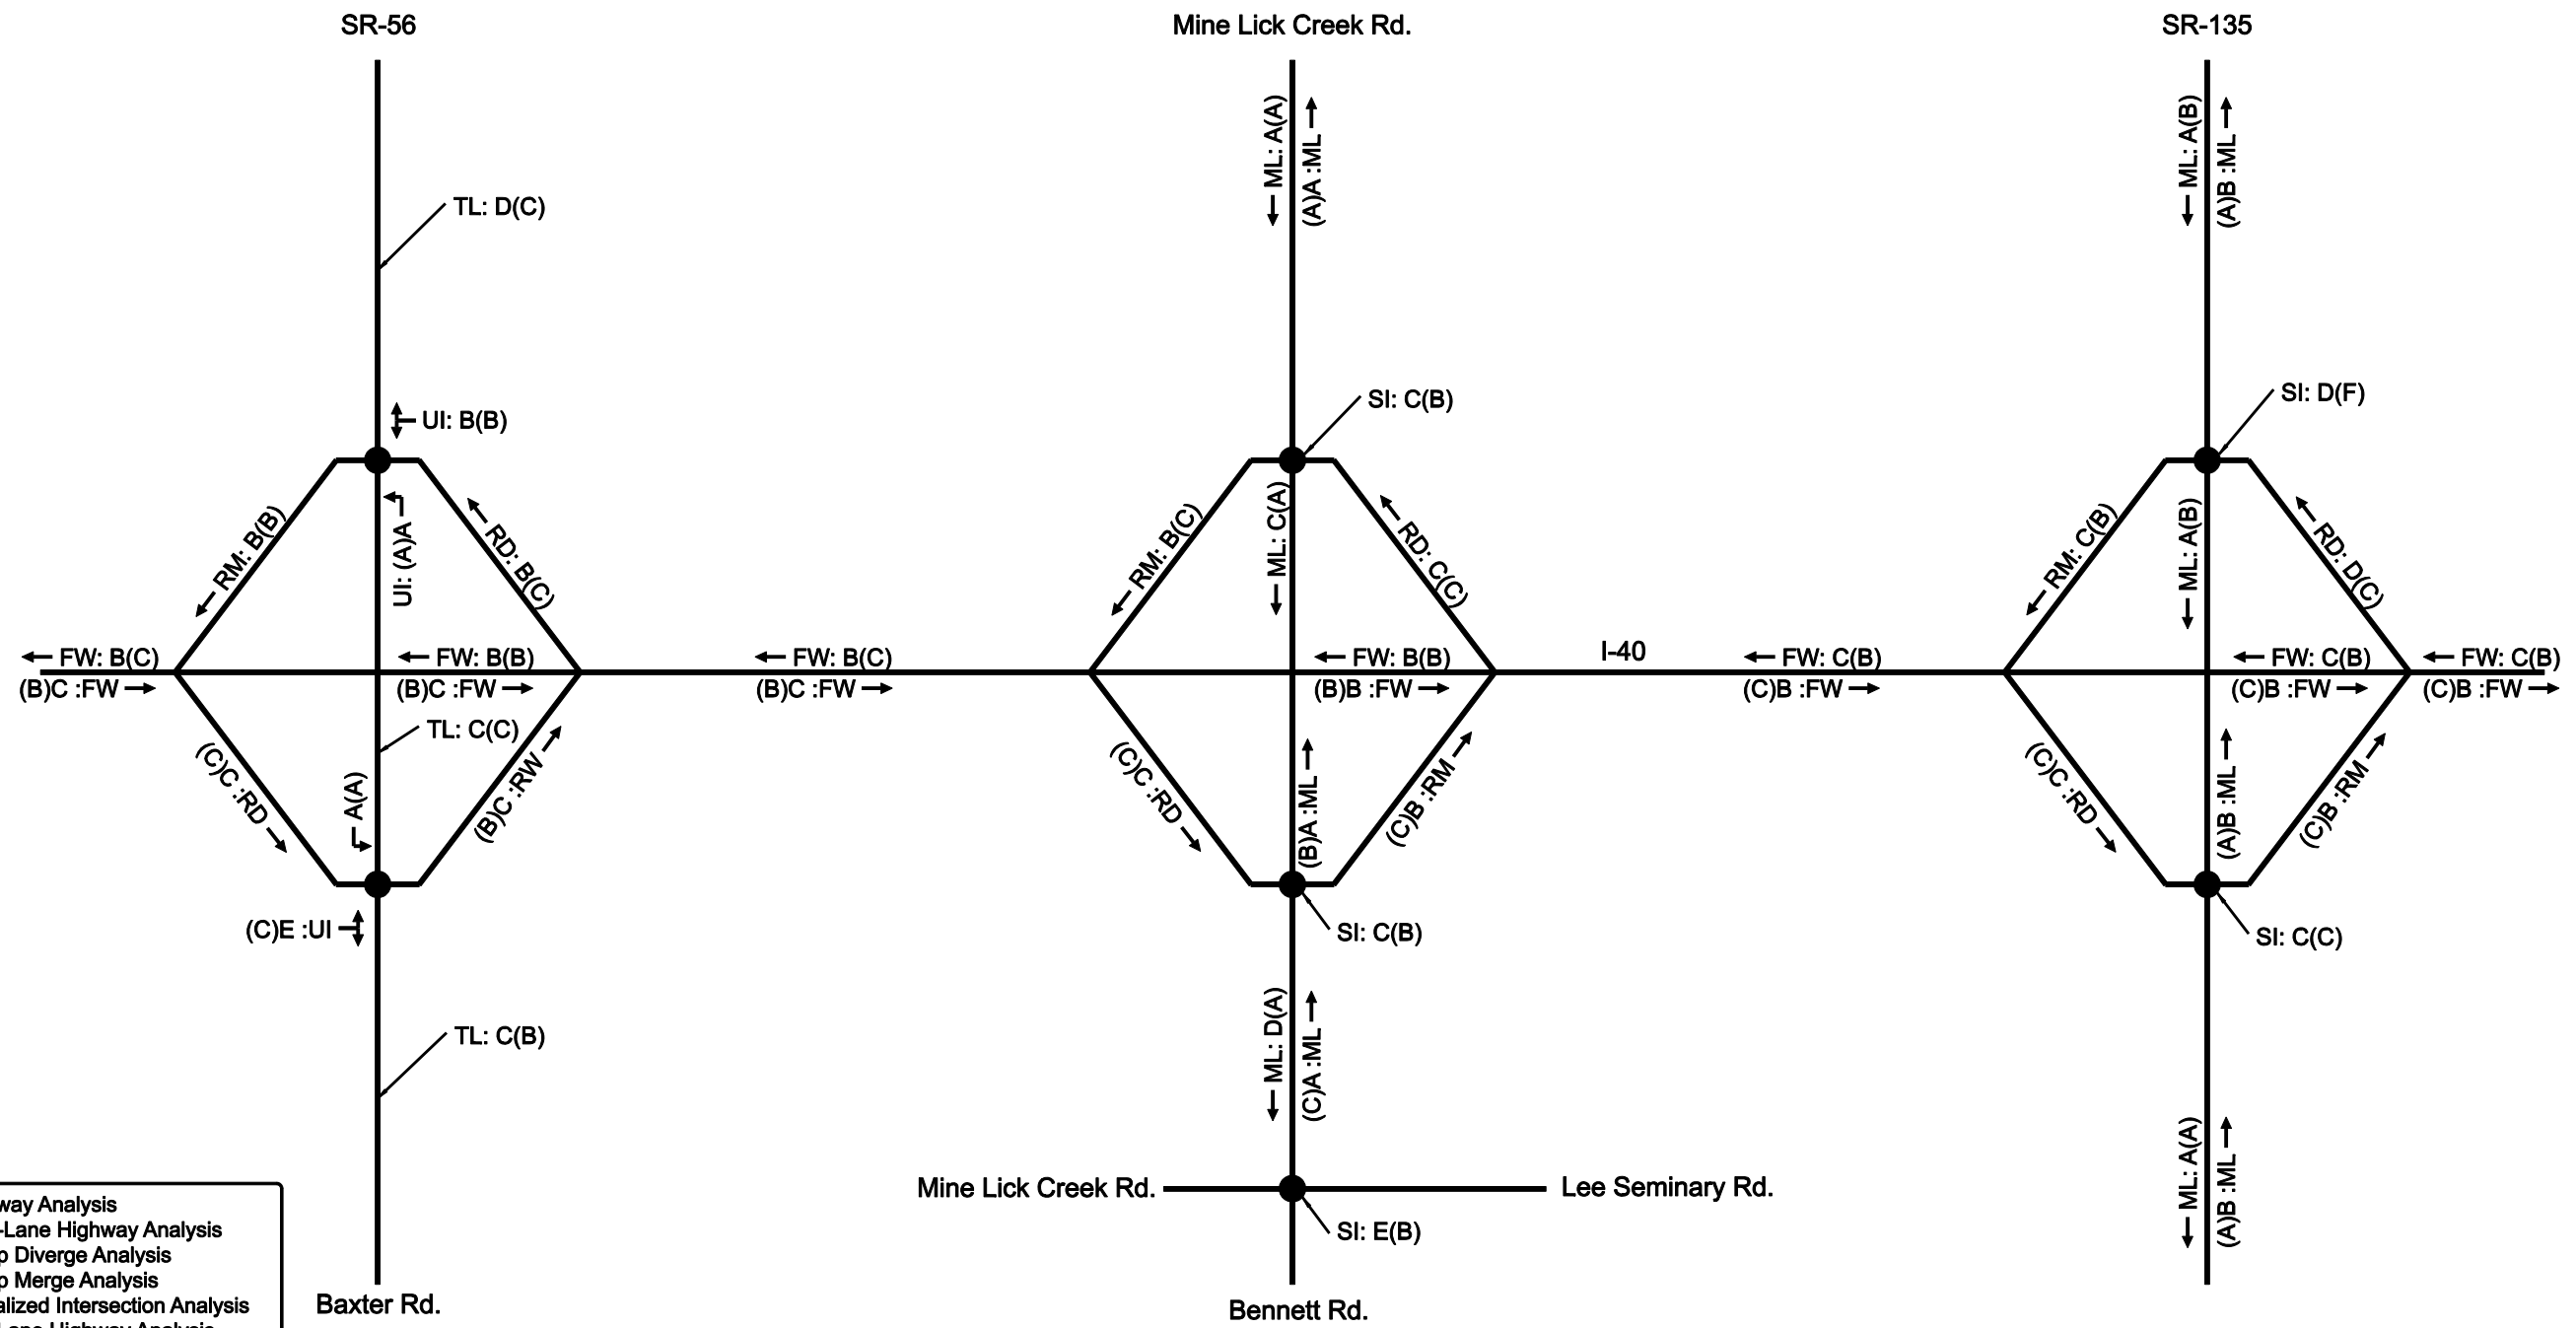 SR-56
Mine Lick Creek Rd.
SR-135
ML: A(A)
(A)A :ML
ML: A(B)
(A)B :ML
TL: D(C)
SI: C(B)
SI: D(F)
UI: B(B)
RM: B(B)
UI: (A)A
RD: B(C)
RM: B(C)
ML: C(A)
RD: C(C)
RM: C(B)
ML: A(B)
RD: D(C)
I-40
FW: B(C)
FW: B(B)
FW: B(C)
FW: B(B)
FW: C(B)
FW: C(B)
FW: C(B)
(B)C :FW
(B)C :FW
(B)C :FW
(B)B :FW
(C)B :FW
(C)B :FW
(C)B :FW
TL: C(C)
(C)C :RD
A(A)
(B)C :RW
(C)C :RD
(B)A :ML
(C)B :RM
(C)C :RD
(A)B :ML
(C)B :RM
(C)E :UI
SI: C(B)
SI: C(C)
TL: C(B)
ML: D(A)
(C)A :ML
ML: A(A)
(A)B :ML
Mine Lick Creek Rd.
Lee Seminary Rd.
SI: E(B)
way Analysis
-Lane Highway Analysis
p Diverge Analysis
p Merge Analysis
alized Intersection Analysis
Lane Highway Analysis
Baxter Rd.
Bennett Rd.